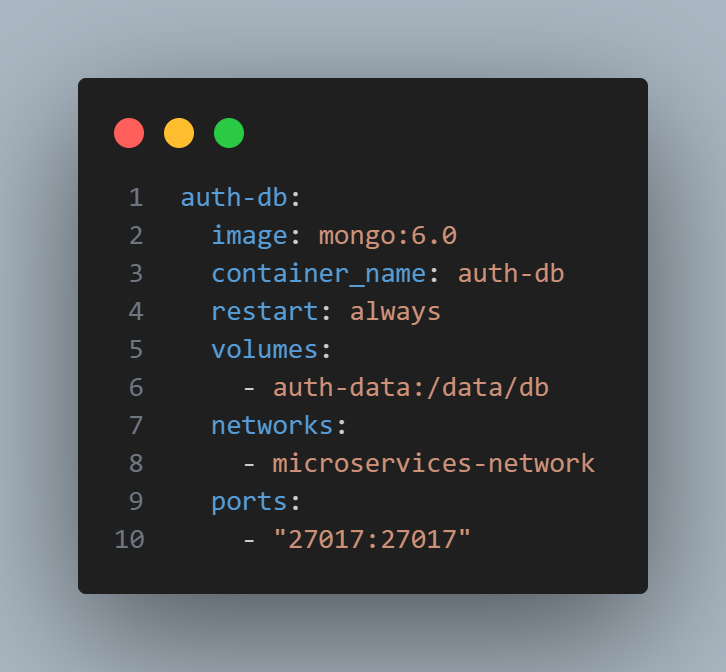 1 auth-db:
2   image: mongo:6.0
3   container_name: auth-db
4   restart: always
5   volumes:
6     - auth-data:/data/db
7   networks:
8     - microservices-network
9   ports:
10     - "27017:27017"